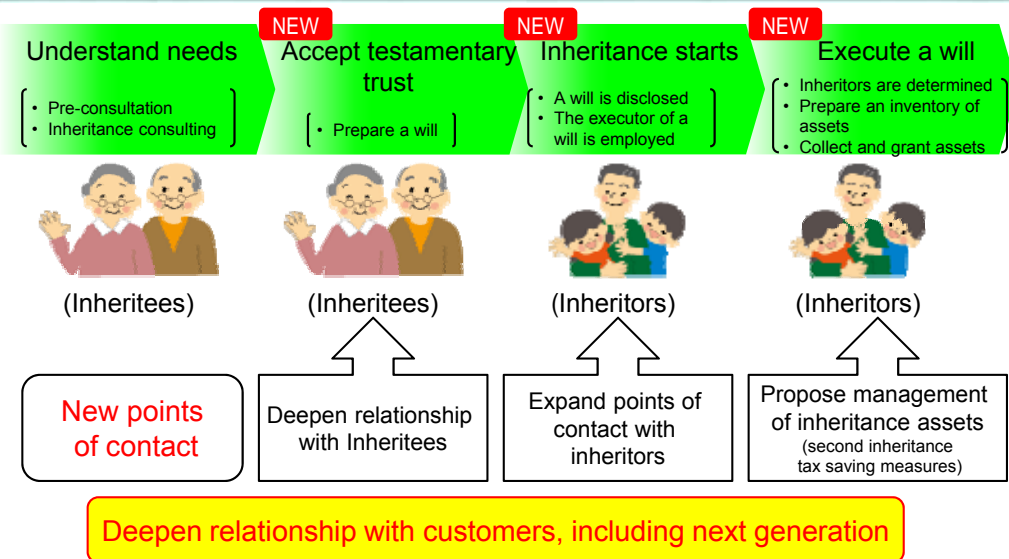 NEW
NEW
NEW
Understand needs
• Pre-consultation
• Inheritance consulting
Accept testamentary
trust
• Prepare a will
Inheritance starts
• A will is disclosed
• The executor of a
will is employed
Execute a will
• Inheritors are determined
• Prepare an inventory of
assets
• Collect and grant assets
(Inheritees)
(Inheritees)
(Inheritors)
(Inheritors)
New points
of contact
Deepen relationship
with Inheritees
Expand points of
contact with
inheritors
Propose management
of inheritance assets
(second inheritance
tax saving measures)
Deepen relationship with customers, including next generation